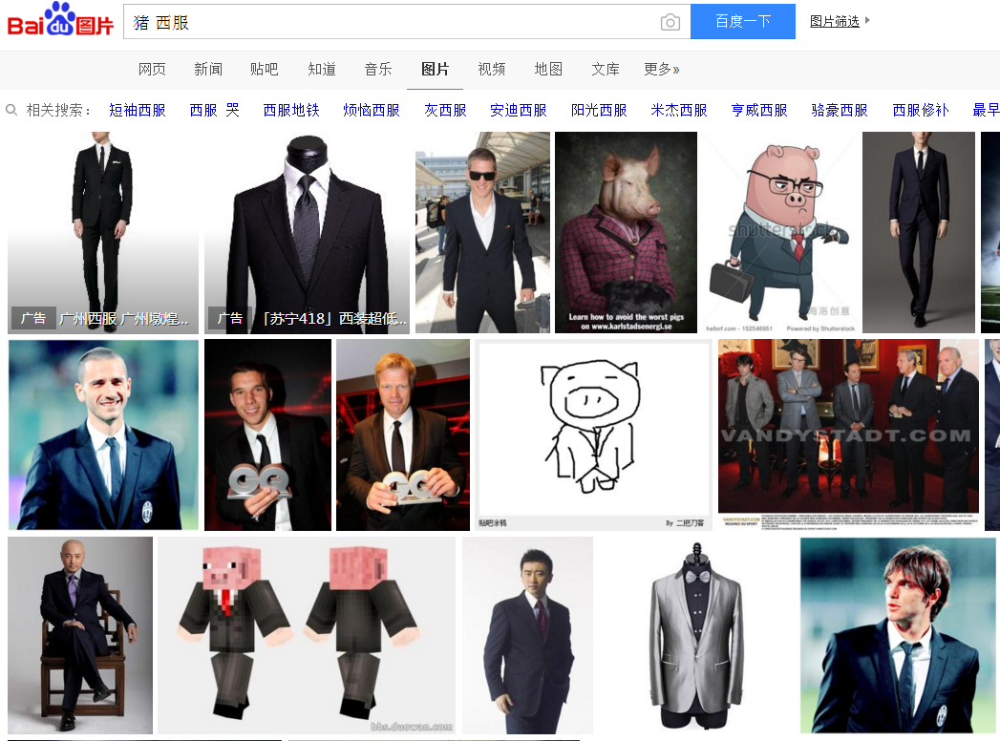 Bai du 图片
猪 西服
百度一下
图片筛选
网页 新闻 贴吧 知道 音乐 图片 视频 地图 文库 更多»
相关搜索： 短袖西服 西服 哭 西服地铁 烦恼西服 灰西服 安迪西服 阳光西服 米杰西服 亨威西服 骆豪西服 西服修补 最早
广告 广州西服 广州墩煌...
广告 「苏宁418」西装超低...
Learn how to avoid the worst pigs
on www.karlstadsenergi.se
shutterstock
海洛创意
hellorf.com · 152546951 Powered by Shutterstock
GQ
GQ
贴吧涂鸦 By 二把刀客
VANDYSTADT.COM
bbs.duowan.com